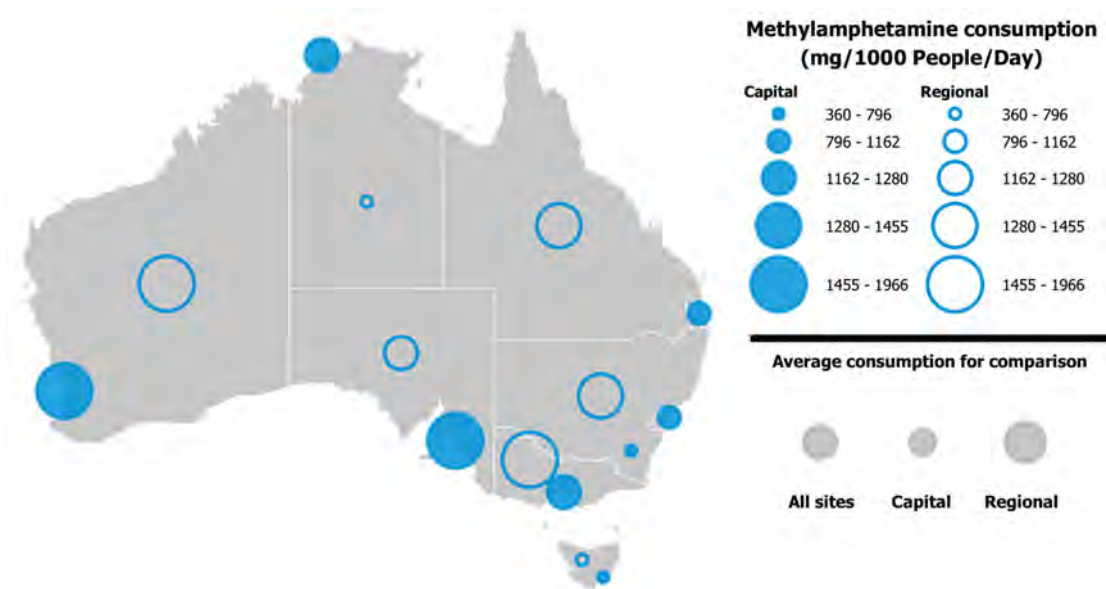 Methylamphetamine consumption
(mg/1000 People/Day)
Capital Regional
360 - 796 360 - 796
796 - 1162 796 - 1162
1162 - 1280 1162 - 1280
1280 - 1455 1280 - 1455
1455 - 1966 1455 - 1966
Average consumption for comparison
All sites Capital Regional